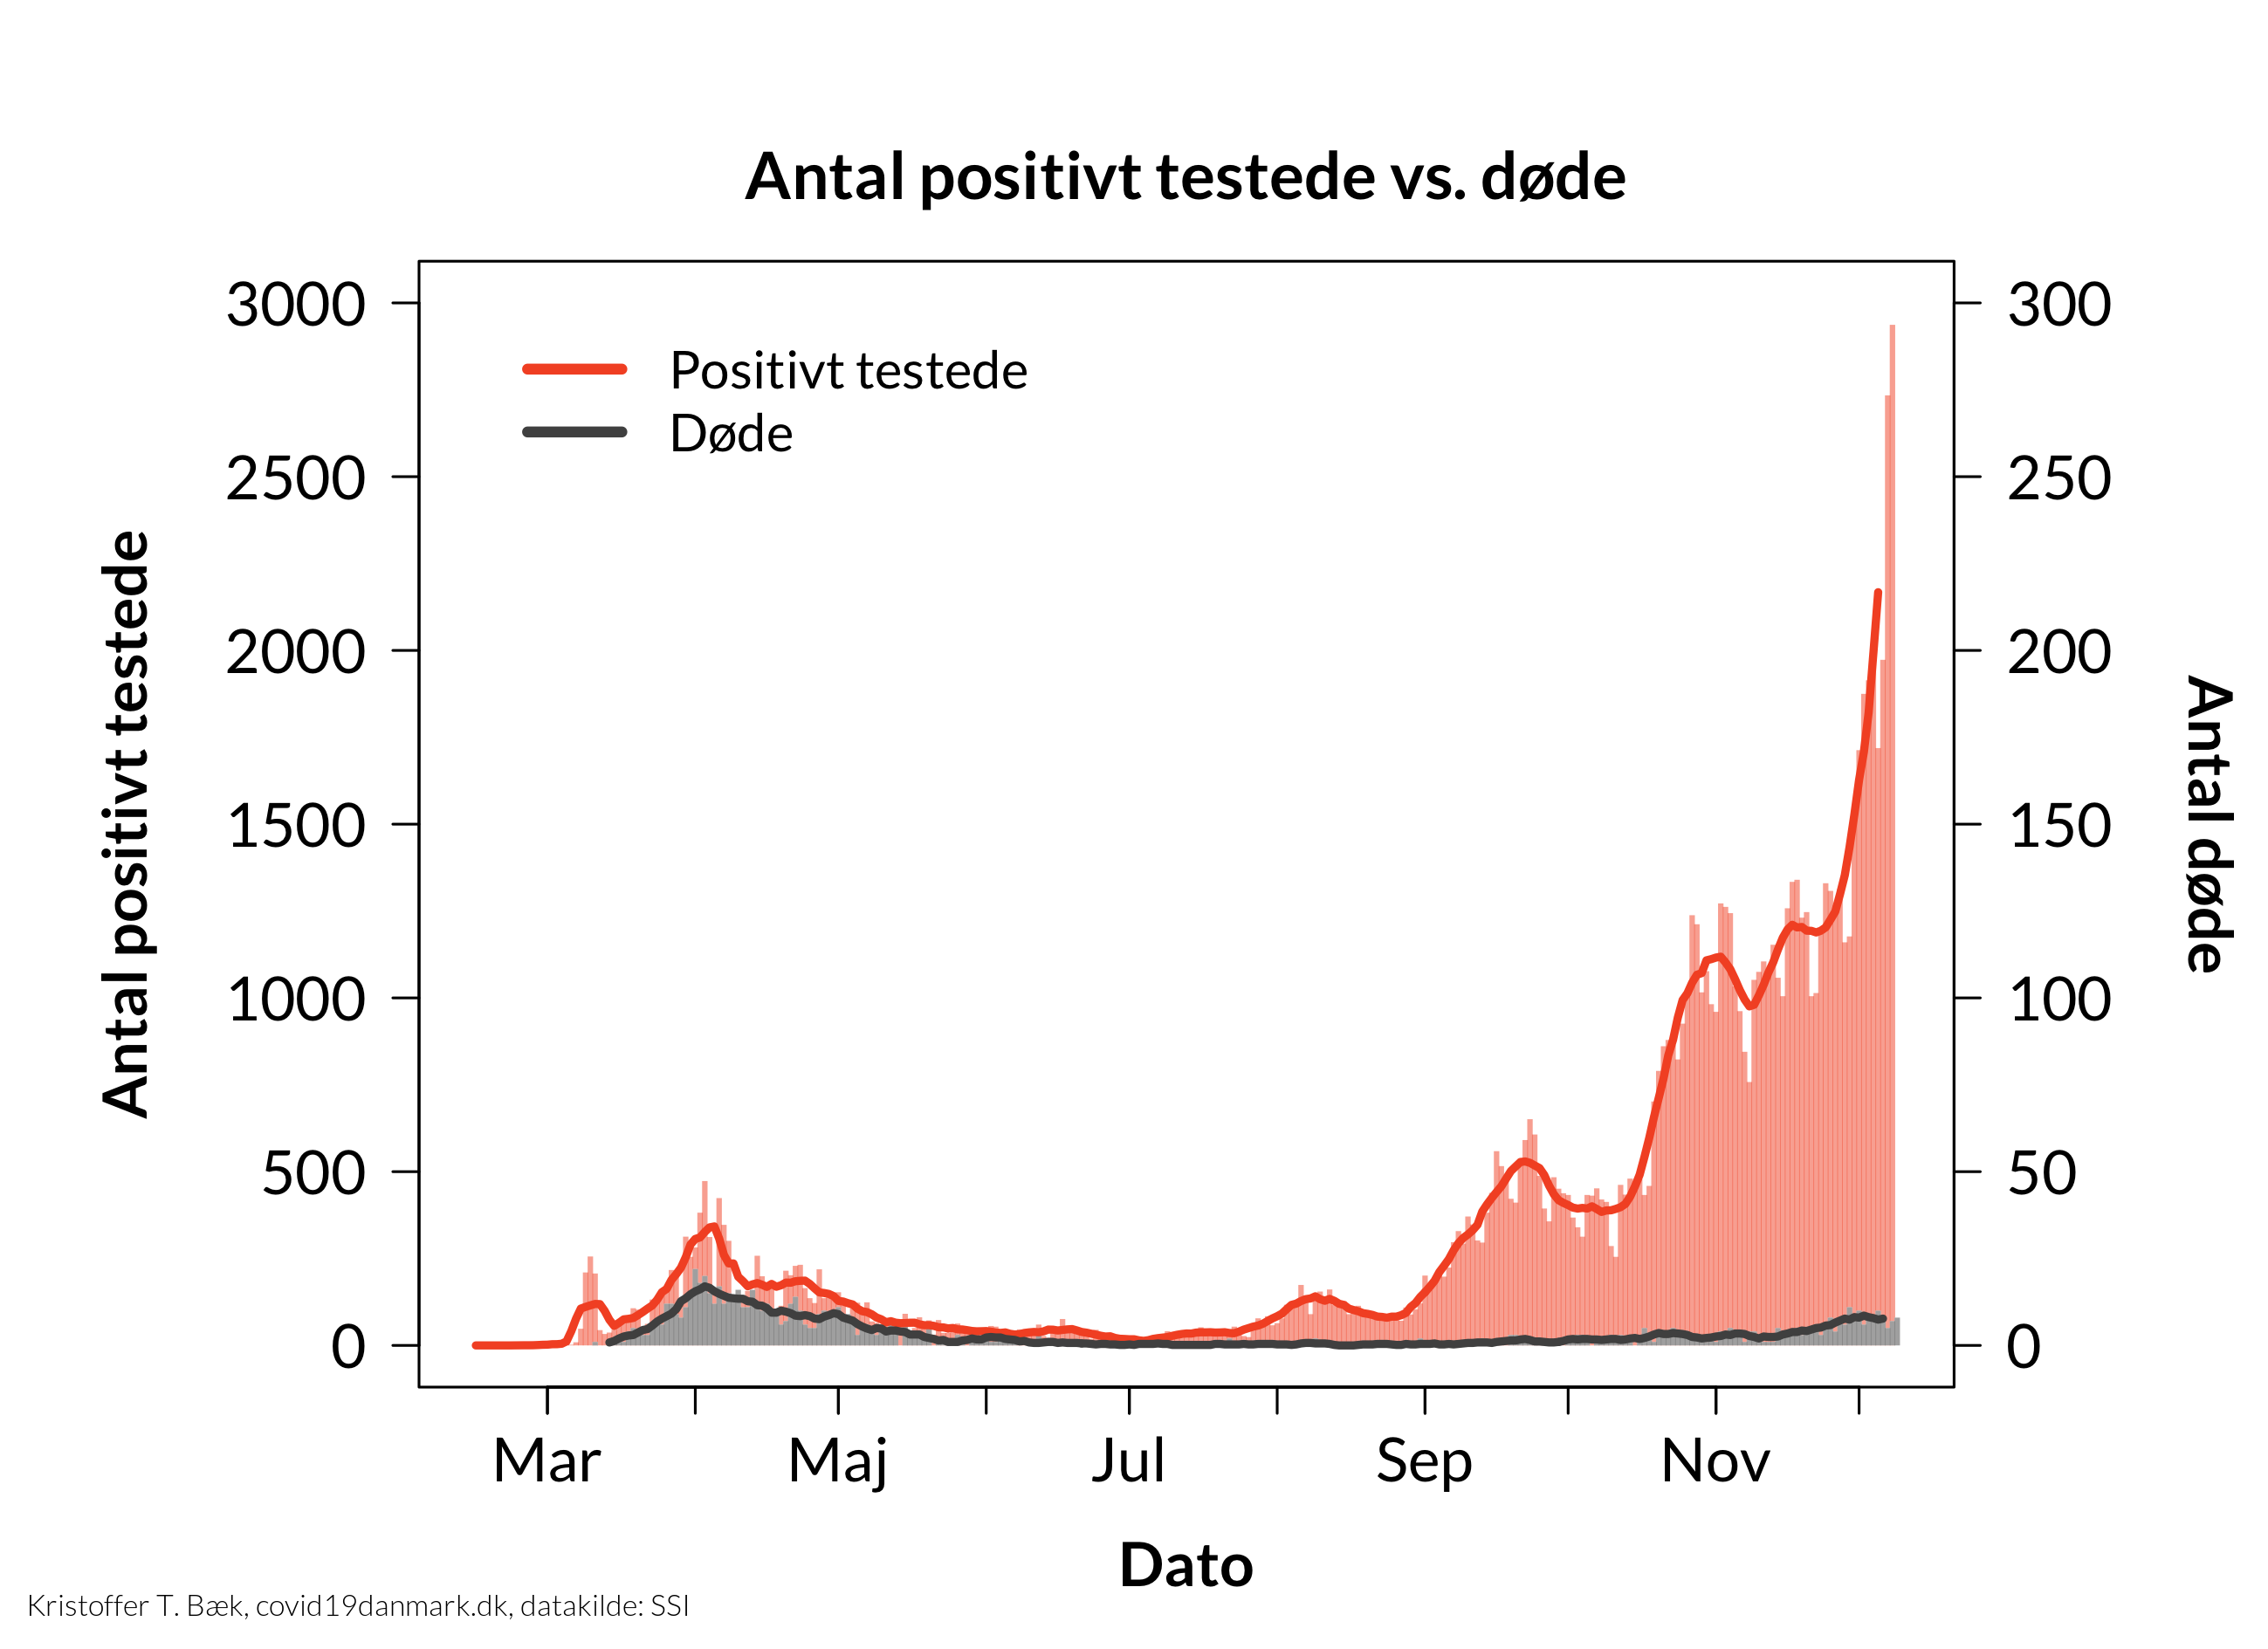 Antal positivt testede vs. døde
Positivt testede
Døde
Antal positivt testede
3000
2500
2000
1500
1000
500
0
300
250
200
150
100
50
0
Antal døde
Mar
Maj
Jul
Sep
Nov
Dato
Kristoffer T. Bæk, covid19danmark.dk, datakilde: SSI